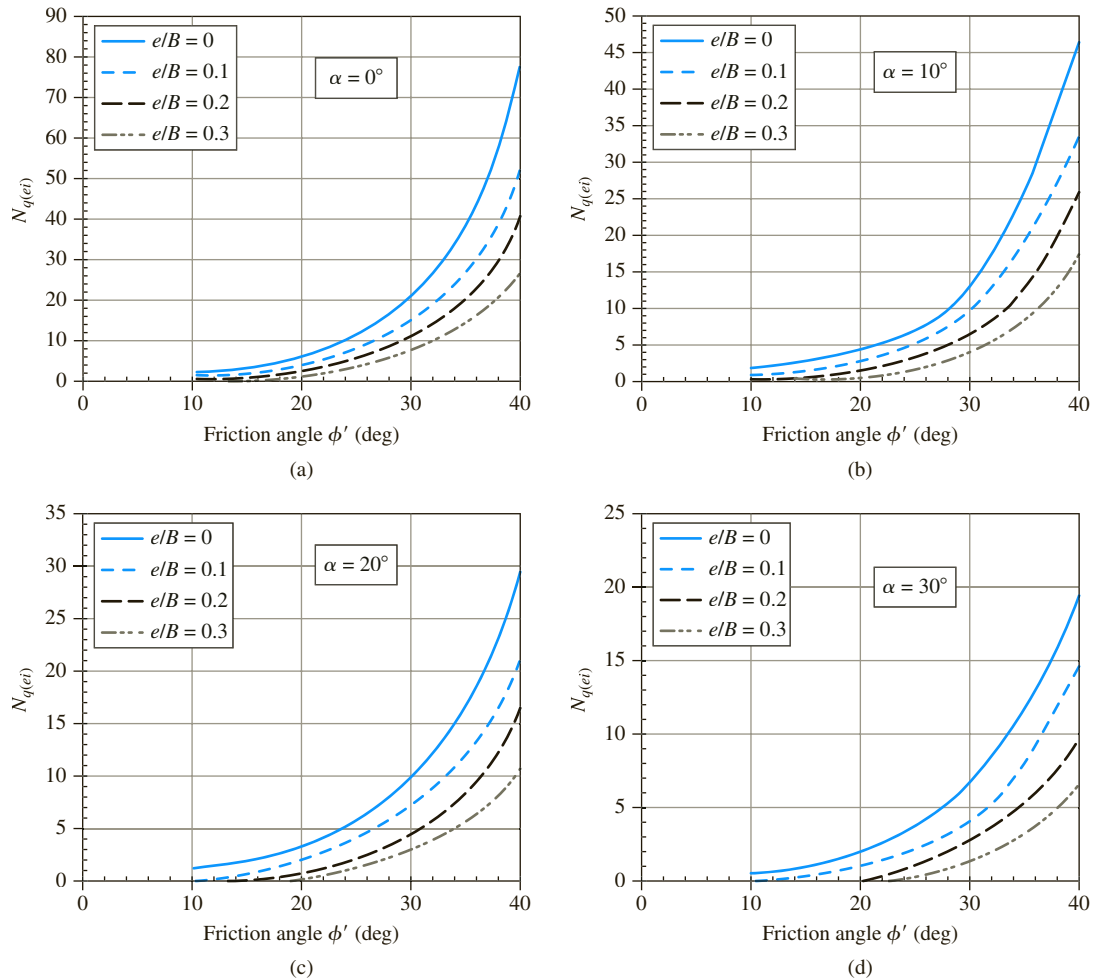 90
80
70
60
50
40
30
20
10
0
N_q(ei)
e/B = 0
e/B = 0.1
e/B = 0.2
e/B = 0.3
α = 0°
0 10 20 30 40
Friction angle ϕ′ (deg)
(a)
50
45
40
35
30
25
20
15
10
5
0
N_q(ei)
e/B = 0
e/B = 0.1
e/B = 0.2
e/B = 0.3
α = 10°
0 10 20 30 40
Friction angle ϕ′ (deg)
(b)
35
30
25
20
15
10
5
0
N_q(ei)
e/B = 0
e/B = 0.1
e/B = 0.2
e/B = 0.3
α = 20°
0 10 20 30 40
Friction angle ϕ′ (deg)
(c)
25
20
15
10
5
0
N_q(ei)
e/B = 0
e/B = 0.1
e/B = 0.2
e/B = 0.3
α = 30°
0 10 20 30 40
Friction angle ϕ′ (deg)
(d)